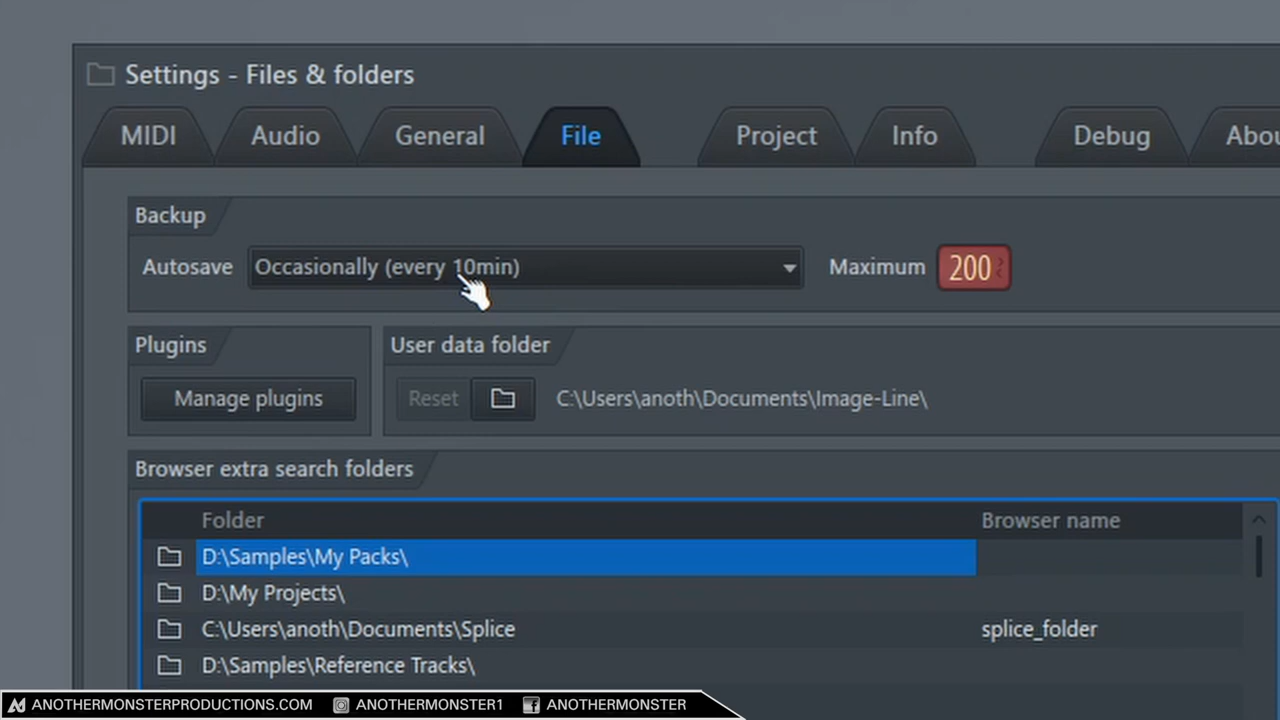 Settings - Files & folders
MIDI Audio General File Project Info Debug Abou
Backup
Autosave Occasionally (every 10min) Maximum 200
Plugins User data folder
Manage plugins Reset C:\Users\anoth\Documents\Image-Line\
Browser extra search folders
Folder Browser name
D:\Samples\My Packs\
D:\My Projects\
C:\Users\anoth\Documents\Splice splice_folder
D:\Samples\Reference Tracks\
ANOTHERMONSTERPRODUCTIONS.COM ANOTHERMONSTER1 ANOTHERMONSTER